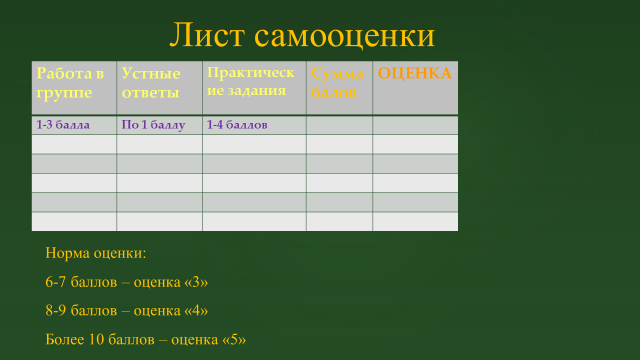 Лист самооценки
Работа в группе
Устные ответы
Практическ ие задания
Сумма балов
ОЦЕНКА
1-3 балла
По 1 баллу
1-4 баллов
Норма оценки:
6-7 баллов – оценка «3»
8-9 баллов – оценка «4»
Более 10 баллов – оценка «5»